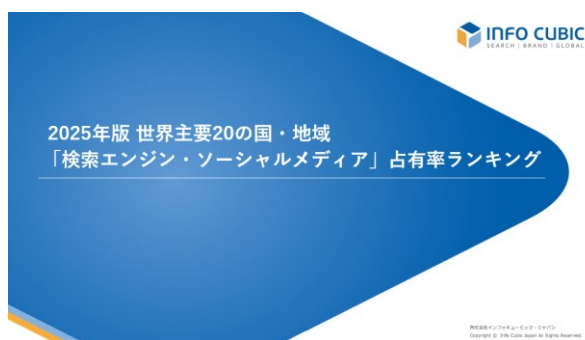 INFO CUBIC
SEARCH | BRAND | GLOBAL
2025年版 世界主要20の国・地域
「検索エンジン・ソーシャルメディア」占有率ランキング
株式会社インフォキュービック・ジャパン
Copyright © Info Cubic Japan All Rights Reserved.